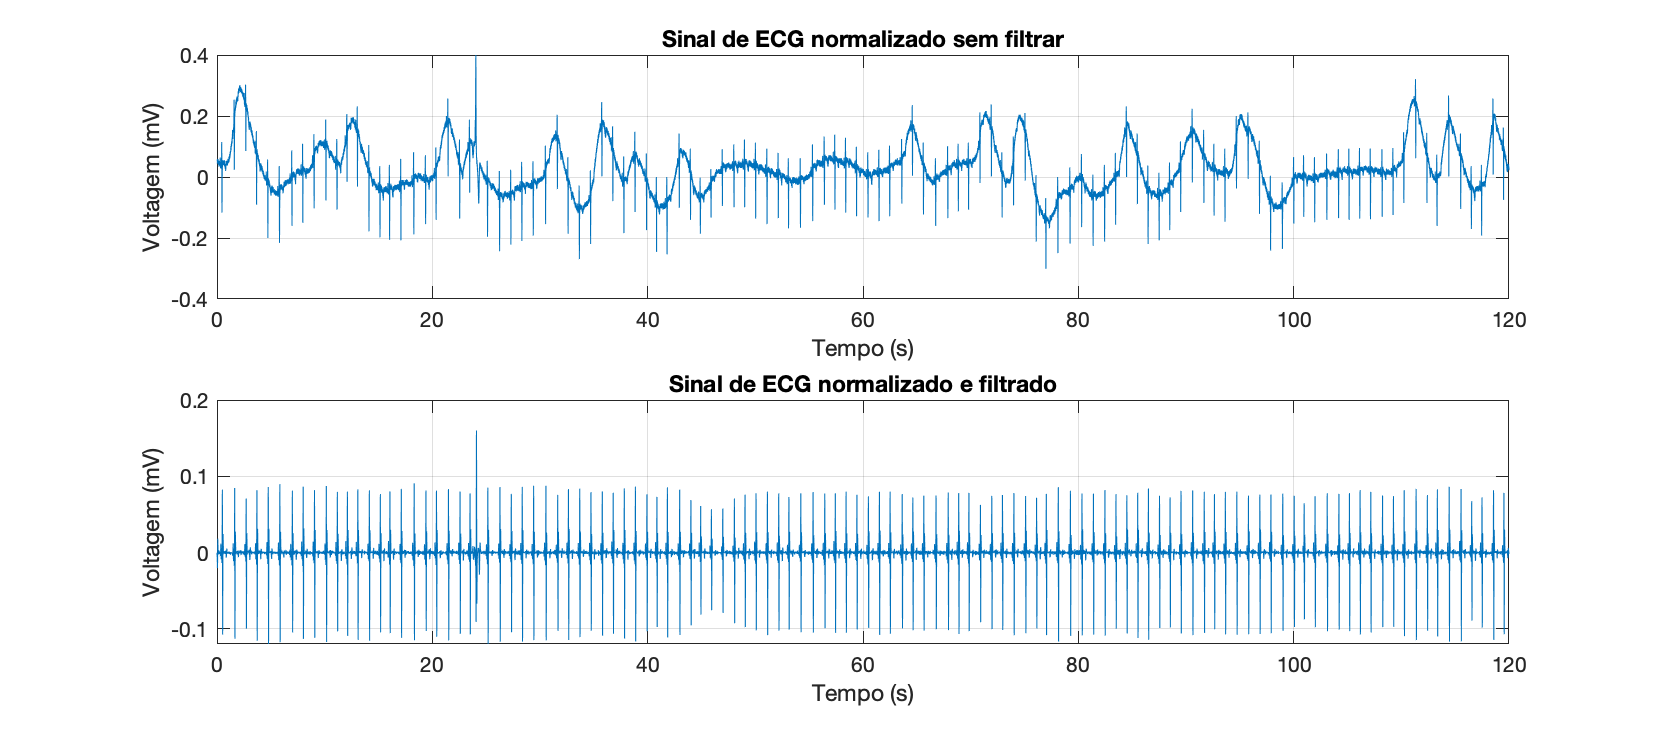 Sinal de ECG normalizado sem filtrar
0.4
0.2
0
-0.2
-0.4
Voltagem (mV)
0 20 40 60 80 100 120
Tempo (s)
Sinal de ECG normalizado e filtrado
0.2
0.1
0
-0.1
Voltagem (mV)
0 20 40 60 80 100 120
Tempo (s)